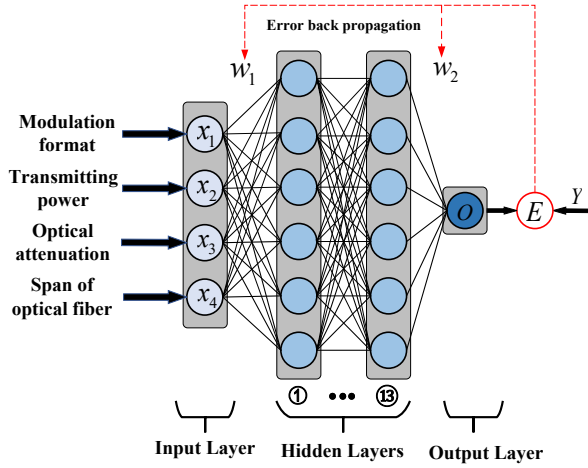 Error back propagation
w1
w2
Modulation
format
x1
Transmitting
power
x2
Optical
attenuation
x3
Span of
optical fiber
x4
O
E
Y
① ••• ⑬
Input Layer
Hidden Layers
Output Layer